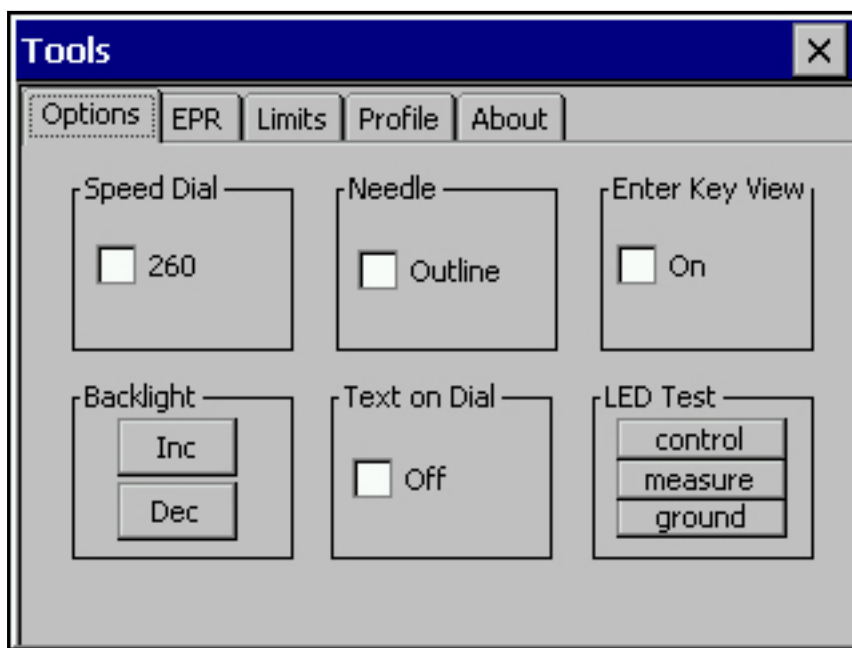 Tools
Options EPR Limits Profile About
Speed Dial Needle Enter Key View
260 Outline On
Backlight Text on Dial LED Test
Inc
Dec
Off
control
measure
ground